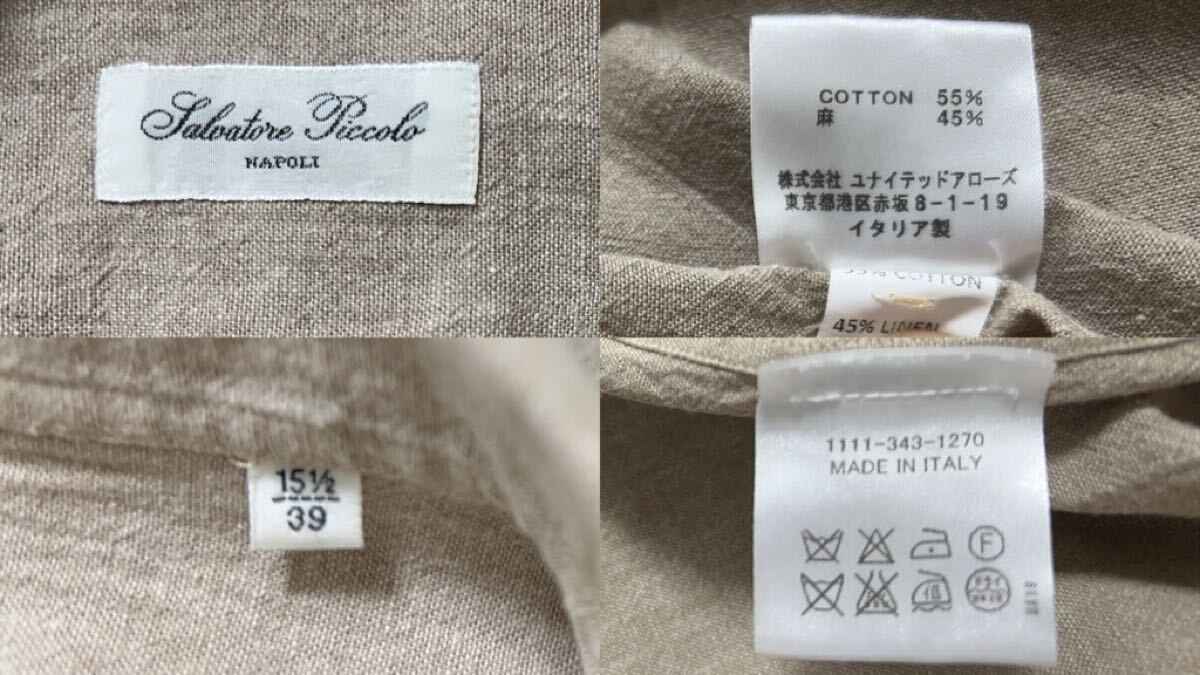 Salvatore Piccolo
NAPOLI
COTTON 55%
麻 45%
株式会社 ユナイテッドアローズ
東京都港区赤坂8-1-19
イタリア製
55% COTTON
45% LINEN
15½
39
1111-343-1270
MADE IN ITALY
F